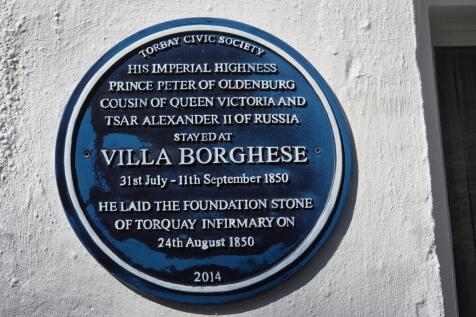 TORBAY CIVIC SOCIETY
HIS IMPERIAL HIGHNESS
PRINCE PETER OF OLDENBURG
COUSIN OF QUEEN VICTORIA AND
TSAR ALEXANDER II OF RUSSIA
STAYED AT
VILLA BORGHESE
31st July - 11th September 1850
HE LAID THE FOUNDATION STONE
OF TORQUAY INFIRMARY ON
24th August 1850
2014